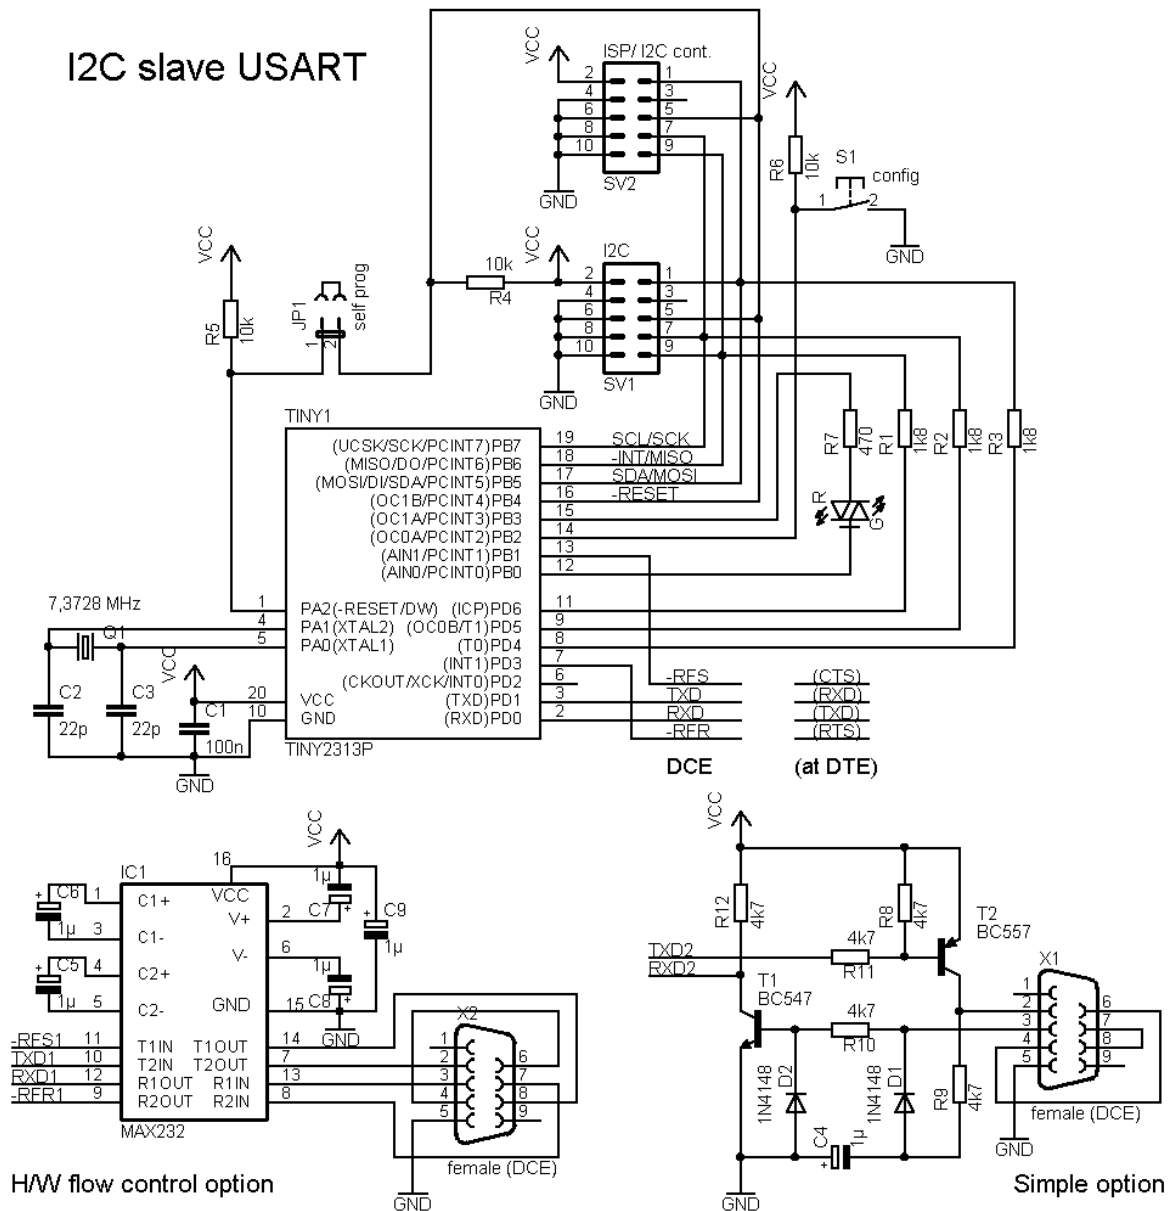 I2C slave USART
VCC
ISP/ I2C cont.
2 1
4 3
6 5
8 7
10 9
SV2
GND
VCC
R6
10k
S1
config
1 2
GND
VCC
R5
10k
JP1
1 2
self prog
10k
R4
VCC
I2C
2 1
4 3
6 5
8 7
10 9
SV1
GND
R7
470
R1
1k8
R2
1k8
R3
1k8
R
G
TINY1
(UCSK/SCK/PCINT7)PB7 19 SCL/SCK
(MISO/DO/PCINT6)PB6 18 -INT/MISO
(MOSI/DI/SDA/PCINT5)PB5 17 SDA/MOSI
(OC1B/PCINT4)PB4 16 -RESET
(OC1A/PCINT3)PB3 15
(OC0A/PCINT2)PB2 14
(AIN1/PCINT1)PB1 13
(AIN0/PCINT0)PB0 12
7,3728 MHz
1 PA2(-RESET/DW) (ICP)PD6 11
4 PA1(XTAL2) (OC0B/T1)PD5 9
Q1
5 PA0(XTAL1) (T0)PD4 8
(INT1)PD3 7
(CKOUT/XCK/INT0)PD2 6
20 VCC (TXD)PD1 3
10 GND (RXD)PD0 2
TINY2313P
VCC
C2
22p
C3
22p
C1
100n
GND
-RFS (CTS)
TXD (RXD)
RXD (TXD)
-RFR (RTS)
DCE (at DTE)
IC1
16
VCC
VCC
C6
1µ
+
1 C1+
3 C1-
C5
1µ
+
4 C2+
5 C2-
V+ 2
V- 6
GND 15
1µ
C7
+
1µ
C8
+
C9
1µ
+
GND
-RFS1 11 T1IN T1OUT 14
TXD1 10 T2IN T2OUT 7
RXD1 12 R1OUT R1IN 13
-RFR1 9 R2OUT R2IN 8
MAX232
X2
1
2 6
3 7
4 8
5 9
female (DCE)
GND
H/W flow control option
VCC
R12
4k7
R8
4k7
T2
BC557
TXD2
RXD2
4k7
R11
T1
BC547
4k7
R10
D2
1N4148
D1
1N4148
R9
4k7
C4
1µ
+
X1
1
2 6
3 7
4 8
5 9
female (DCE)
GND
GND
Simple option